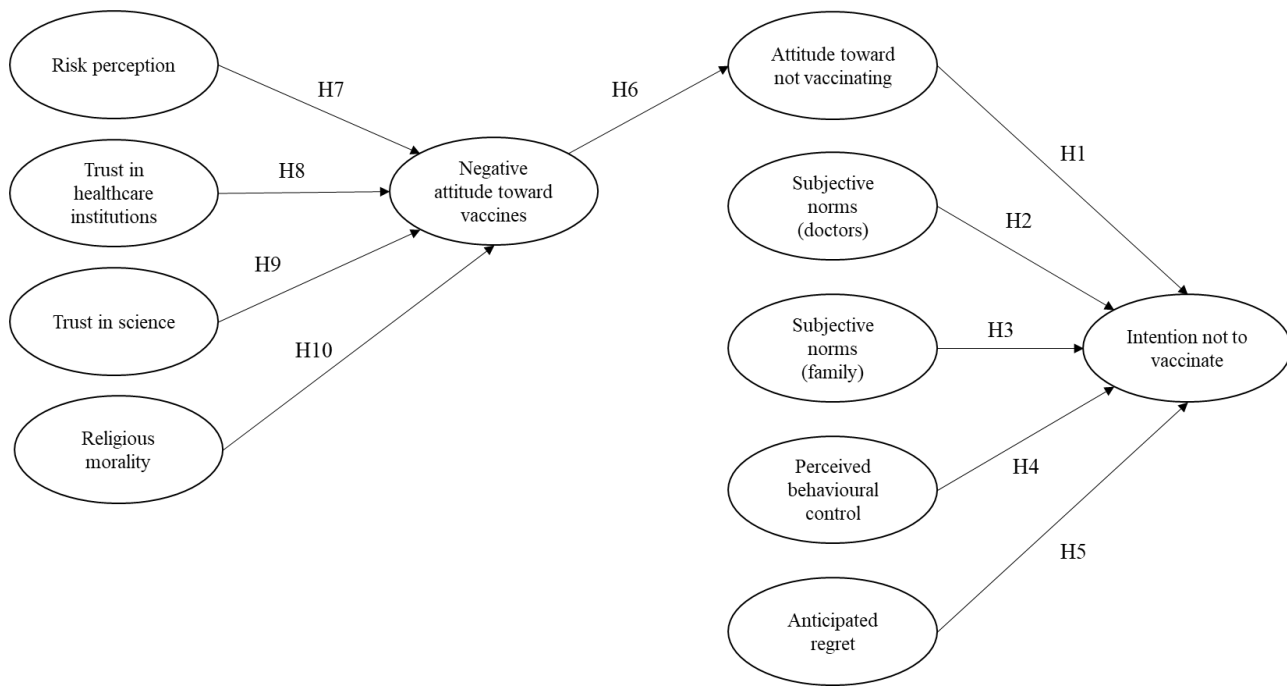 Risk perception
H7
Trust in
healthcare
institutions
H8
Trust in science
H9
Religious
morality
H10
Negative
attitude toward
vaccines
H6
Attitude toward
not vaccinating
H1
Subjective
norms
(doctors)
H2
Subjective
norms
(family)
H3
Perceived
behavioural
control
H4
Anticipated
regret
H5
Intention not to
vaccinate